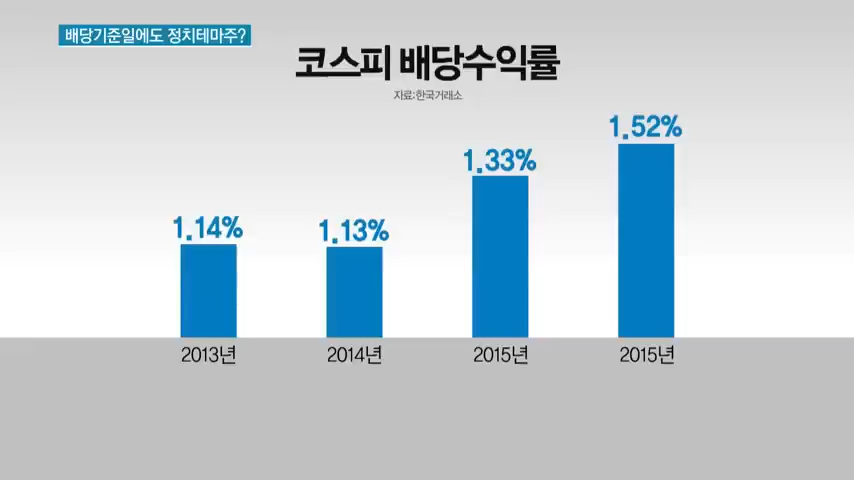 배당기준일에도 정치테마주?
코스피 배당수익률
자료:한국거래소
1.14% 1.13% 1.33% 1.52%
2013년 2014년 2015년 2015년